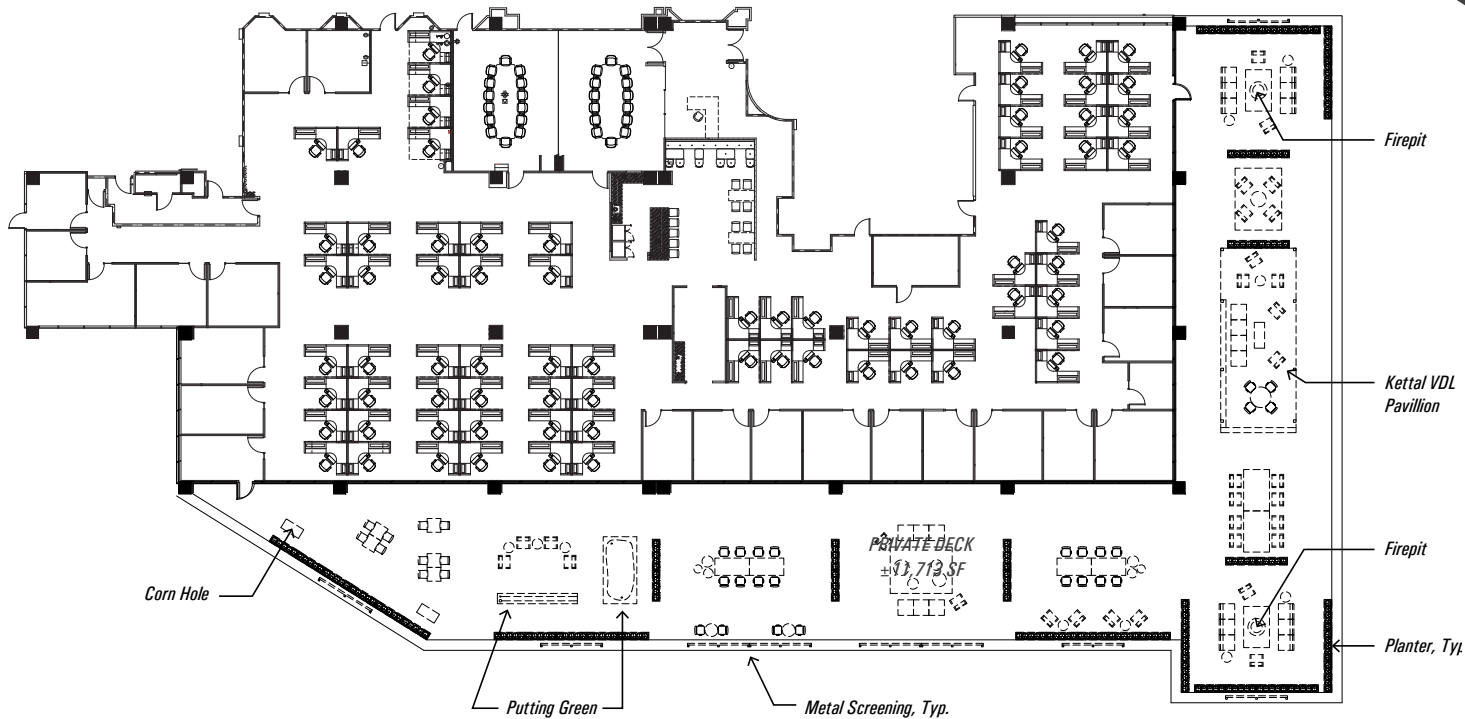 Firepit
Kettal VDL
Pavillion
PRIVATE DECK
± 11,713 SF
Firepit
Corn Hole
Planter, Typ
Putting Green
Metal Screening, Typ.